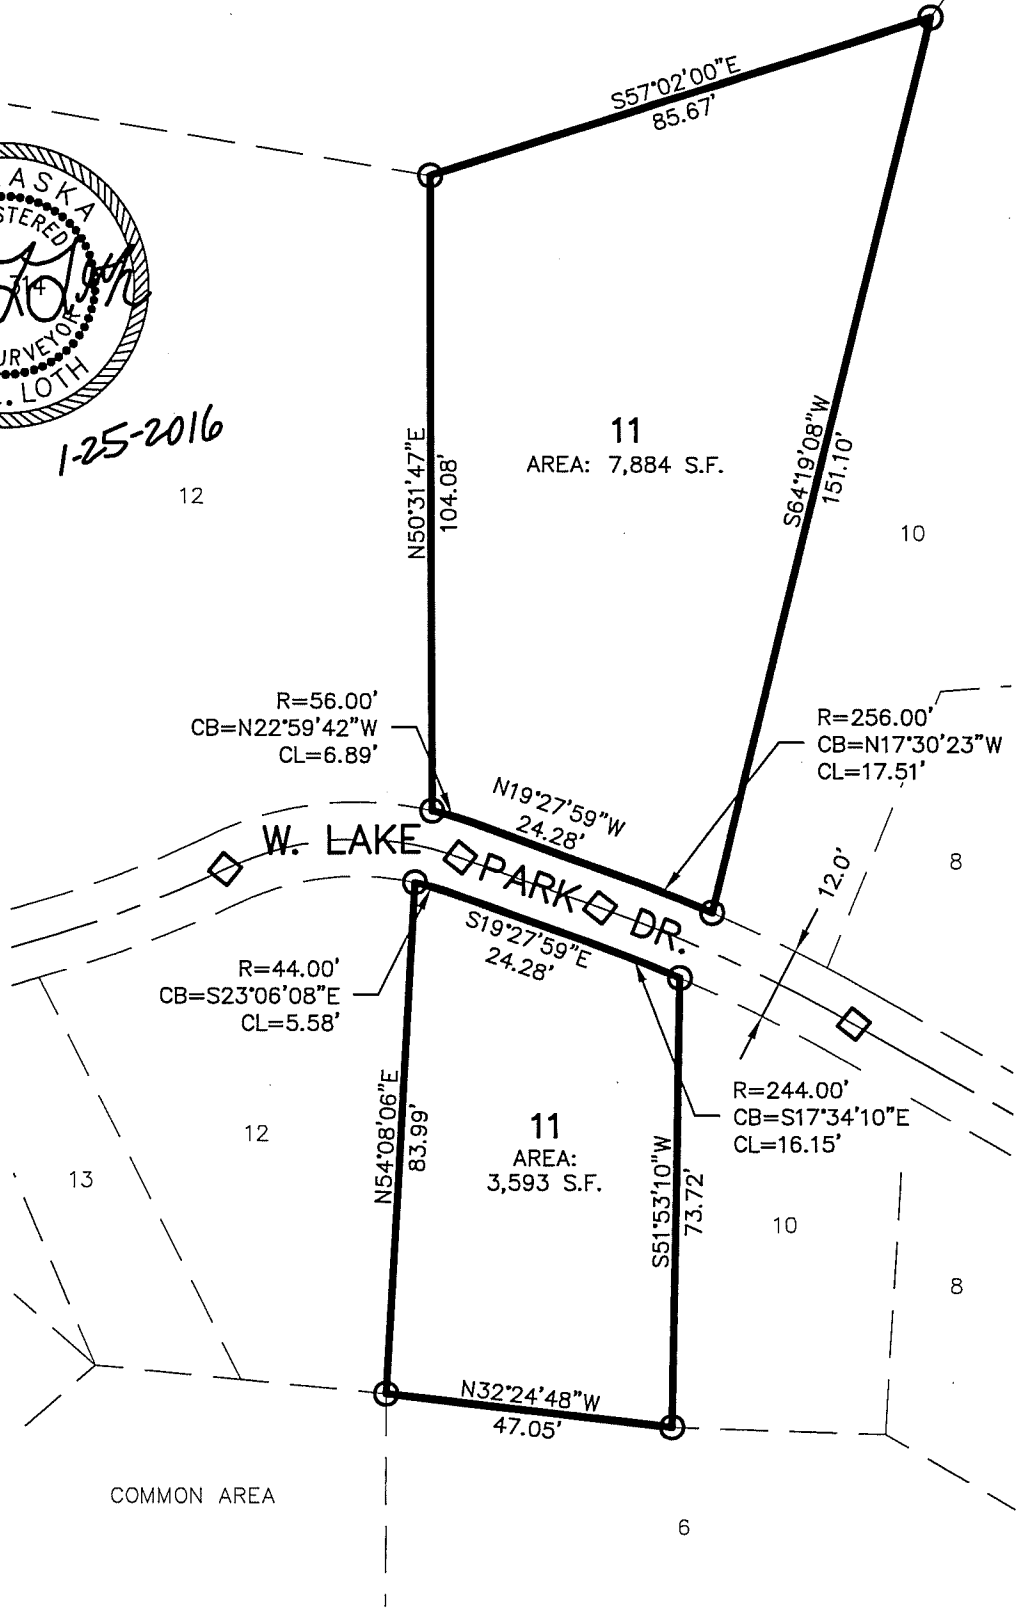 S57°02'00"E
85.67'
ASKA
STERED
314
URVEYOR
. LOTH
1-25-2016
12
N50°31'47"E
104.08'
11
AREA: 7,884 S.F.
S64°19'08"W
151.10'
10
R=56.00'
CB=N22°59'42"W
CL=6.89'
R=256.00'
CB=N17°30'23"W
CL=17.51'
N19°27'59"W
24.28'
W. LAKE PARK DR.
12.0'
8
S19°27'59"E
24.28'
R=44.00'
CB=S23°06'08"E
CL=5.58'
R=244.00'
CB=S17°34'10"E
CL=16.15'
N54°08'06"E
83.99'
12
13
11
AREA:
3,593 S.F.
S51°53'10"W
73.72'
10
8
N32°24'48"W
47.05'
COMMON AREA
6